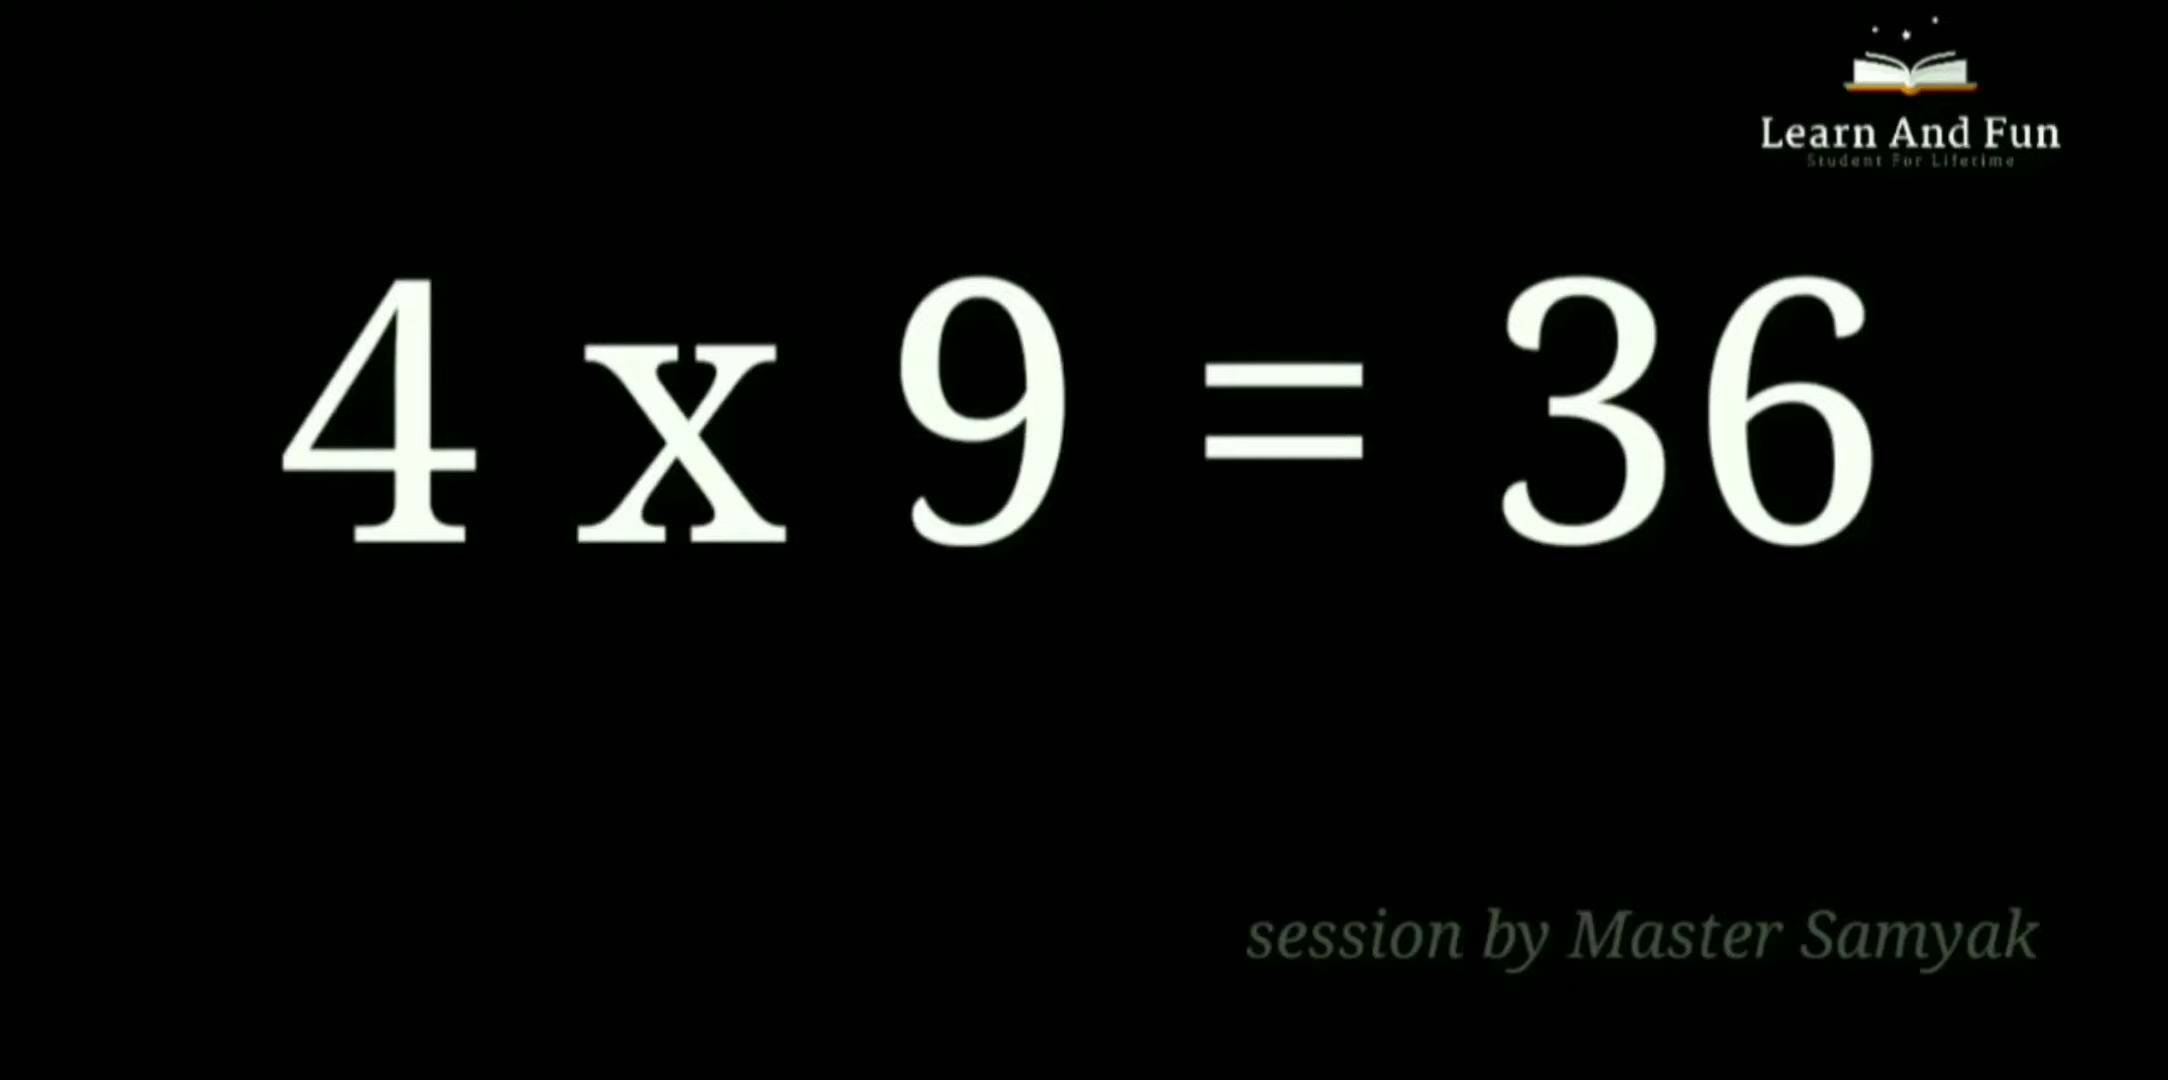 Learn And Fun
Student For Lifetime
4 x 9 = 36
session by Master Samyak